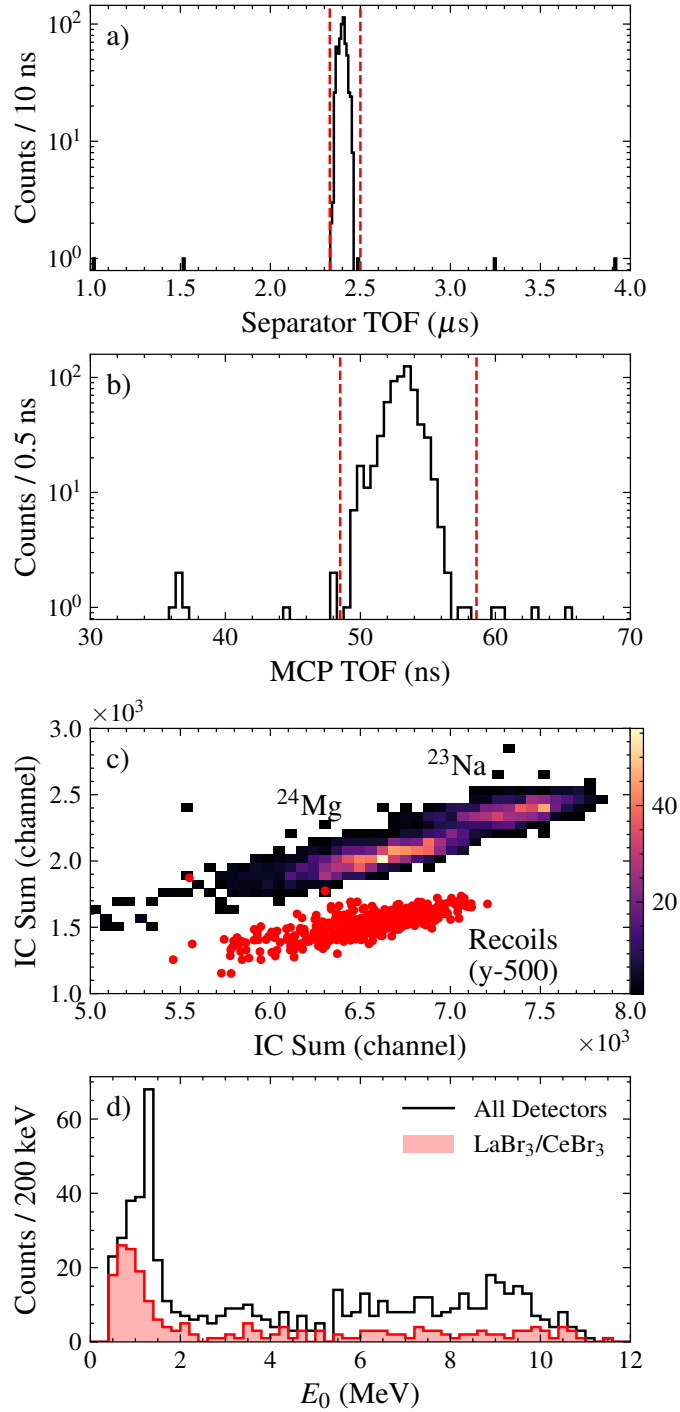 a)
10²
10¹
10⁰
Counts / 10 ns
1.0 1.5 2.0 2.5 3.0 3.5 4.0
Separator TOF (μs)
b)
10²
10¹
10⁰
Counts / 0.5 ns
30 40 50 60 70
MCP TOF (ns)
×10³
c)
3.0
2.5
2.0
1.5
1.0
IC Sum (channel)
²⁴Mg
²³Na
Recoils
(y-500)
40
20
5.0 5.5 6.0 6.5 7.0 7.5 8.0
IC Sum (channel)
×10³
d)
60
40
20
0
Counts / 200 keV
All Detectors
LaBr₃/CeBr₃
0 2 4 6 8 10 12
E₀ (MeV)